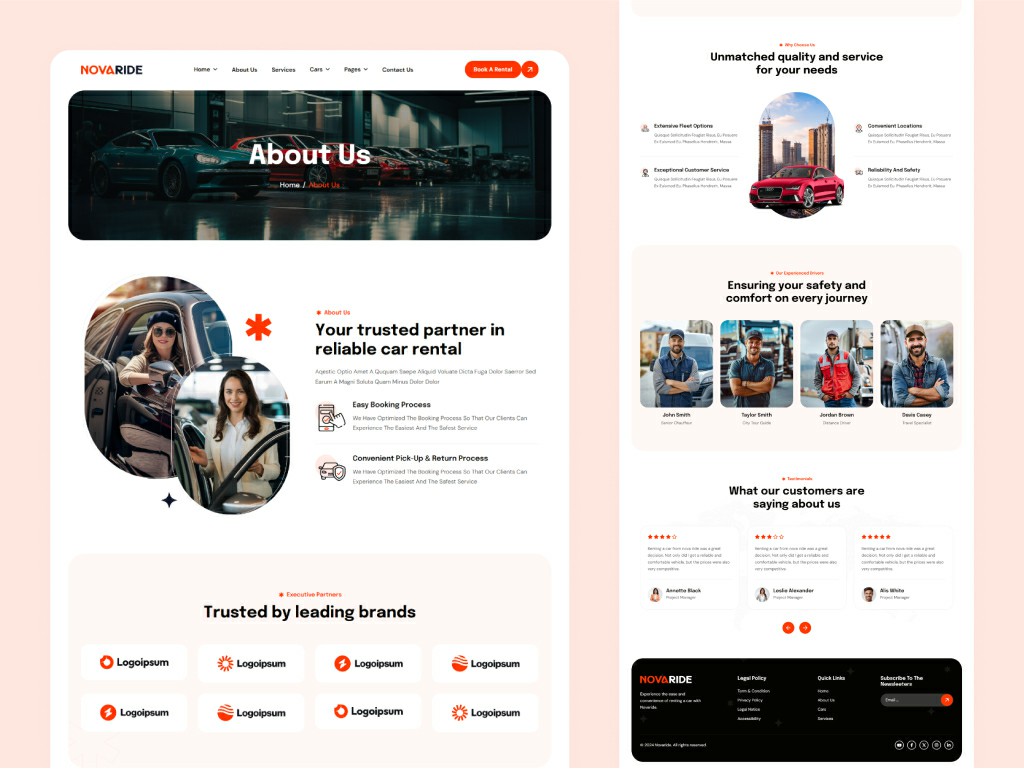 NOVARIDE
Home
About Us
Services
Cars
Pages
Contact Us
Book A Rental
About Us
Home / About Us
About Us
Your trusted partner in
reliable car rental
Aqestic Optio Amet A Ququam Saepe Aliquid Voluate Dicta Fuga Dolor Saerror Sed
Earum A Magni Soluta Quam Minus Dolor Dolor
Easy Booking Process
We Have Optimized The Booking Process So That Our Clients Can
Experience The Easiest And The Safest Service
Convenient Pick-Up & Return Process
We Have Optimized The Booking Process So That Our Clients Can
Experience The Easiest And The Safest Service
Executive Partners
Trusted by leading brands
Logoipsum
Logoipsum
Logoipsum
Logoipsum
Logoipsum
Logoipsum
Logoipsum
Logoipsum
Why Choose Us
Unmatched quality and service
for your needs
Extensive Fleet Options
Quisque Sollicitudin Feugiat Risus, Eu Posuere
Ex Euismod Eu. Phasellus Hendrerit, Massa
Exceptional Customer Service
Quisque Sollicitudin Feugiat Risus, Eu Posuere
Ex Euismod Eu. Phasellus Hendrerit, Massa
Convenient Locations
Quisque Sollicitudin Feugiat Risus, Eu Posuere
Ex Euismod Eu. Phasellus Hendrerit, Massa
Reliability And Safety
Quisque Sollicitudin Feugiat Risus, Eu Posuere
Ex Euismod Eu. Phasellus Hendrerit, Massa
Our Experienced Drivers
Ensuring your safety and
comfort on every journey
John Smith
Senior Chauffeur
Taylor Smith
City Tour Guide
Jordan Brown
Distance Driver
Davis Casey
Travel Specialist
Testimonials
What our customers are
saying about us
Renting a car from nova ride was a great
decision. Not only did I get a reliable and
comfortable vehicle, but the prices were also
very competitive.
Annette Black
Project Manager
Renting a car from nova ride was a great
decision. Not only did I get a reliable and
comfortable vehicle, but the prices were also
very competitive.
Leslie Alexander
Project Manager
Renting a car from nova ride was a great
decision. Not only did I get a reliable and
comfortable vehicle, but the prices were also
very competitive.
Alis White
Project Manager
NOVARIDE
Experience the ease and
convenience of renting a car with
Novaride.
Legal Policy
Term & Condition
Privacy Policy
Legal Notice
Accessibility
Quick Links
Home
About Us
Cars
Services
Subscribe To The
Newsleeters
Email ...
© 2024 Novaride. All rights reserved